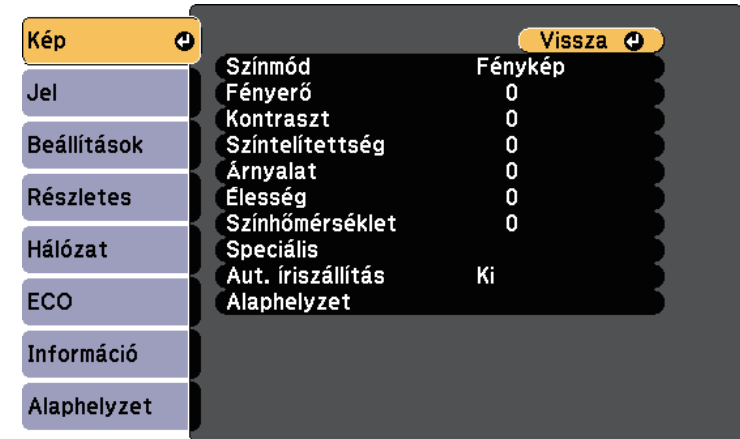 Kép
Jel
Beállítások
Részletes
Hálózat
ECO
Információ
Alaphelyzet
Vissza
Színmód Fénykép
Fényerő 0
Kontraszt 0
Színtelítettség 0
Árnyalat 0
Élesség 0
Színhőmérséklet 0
Speciális
Aut. íriszállítás Ki
Alaphelyzet